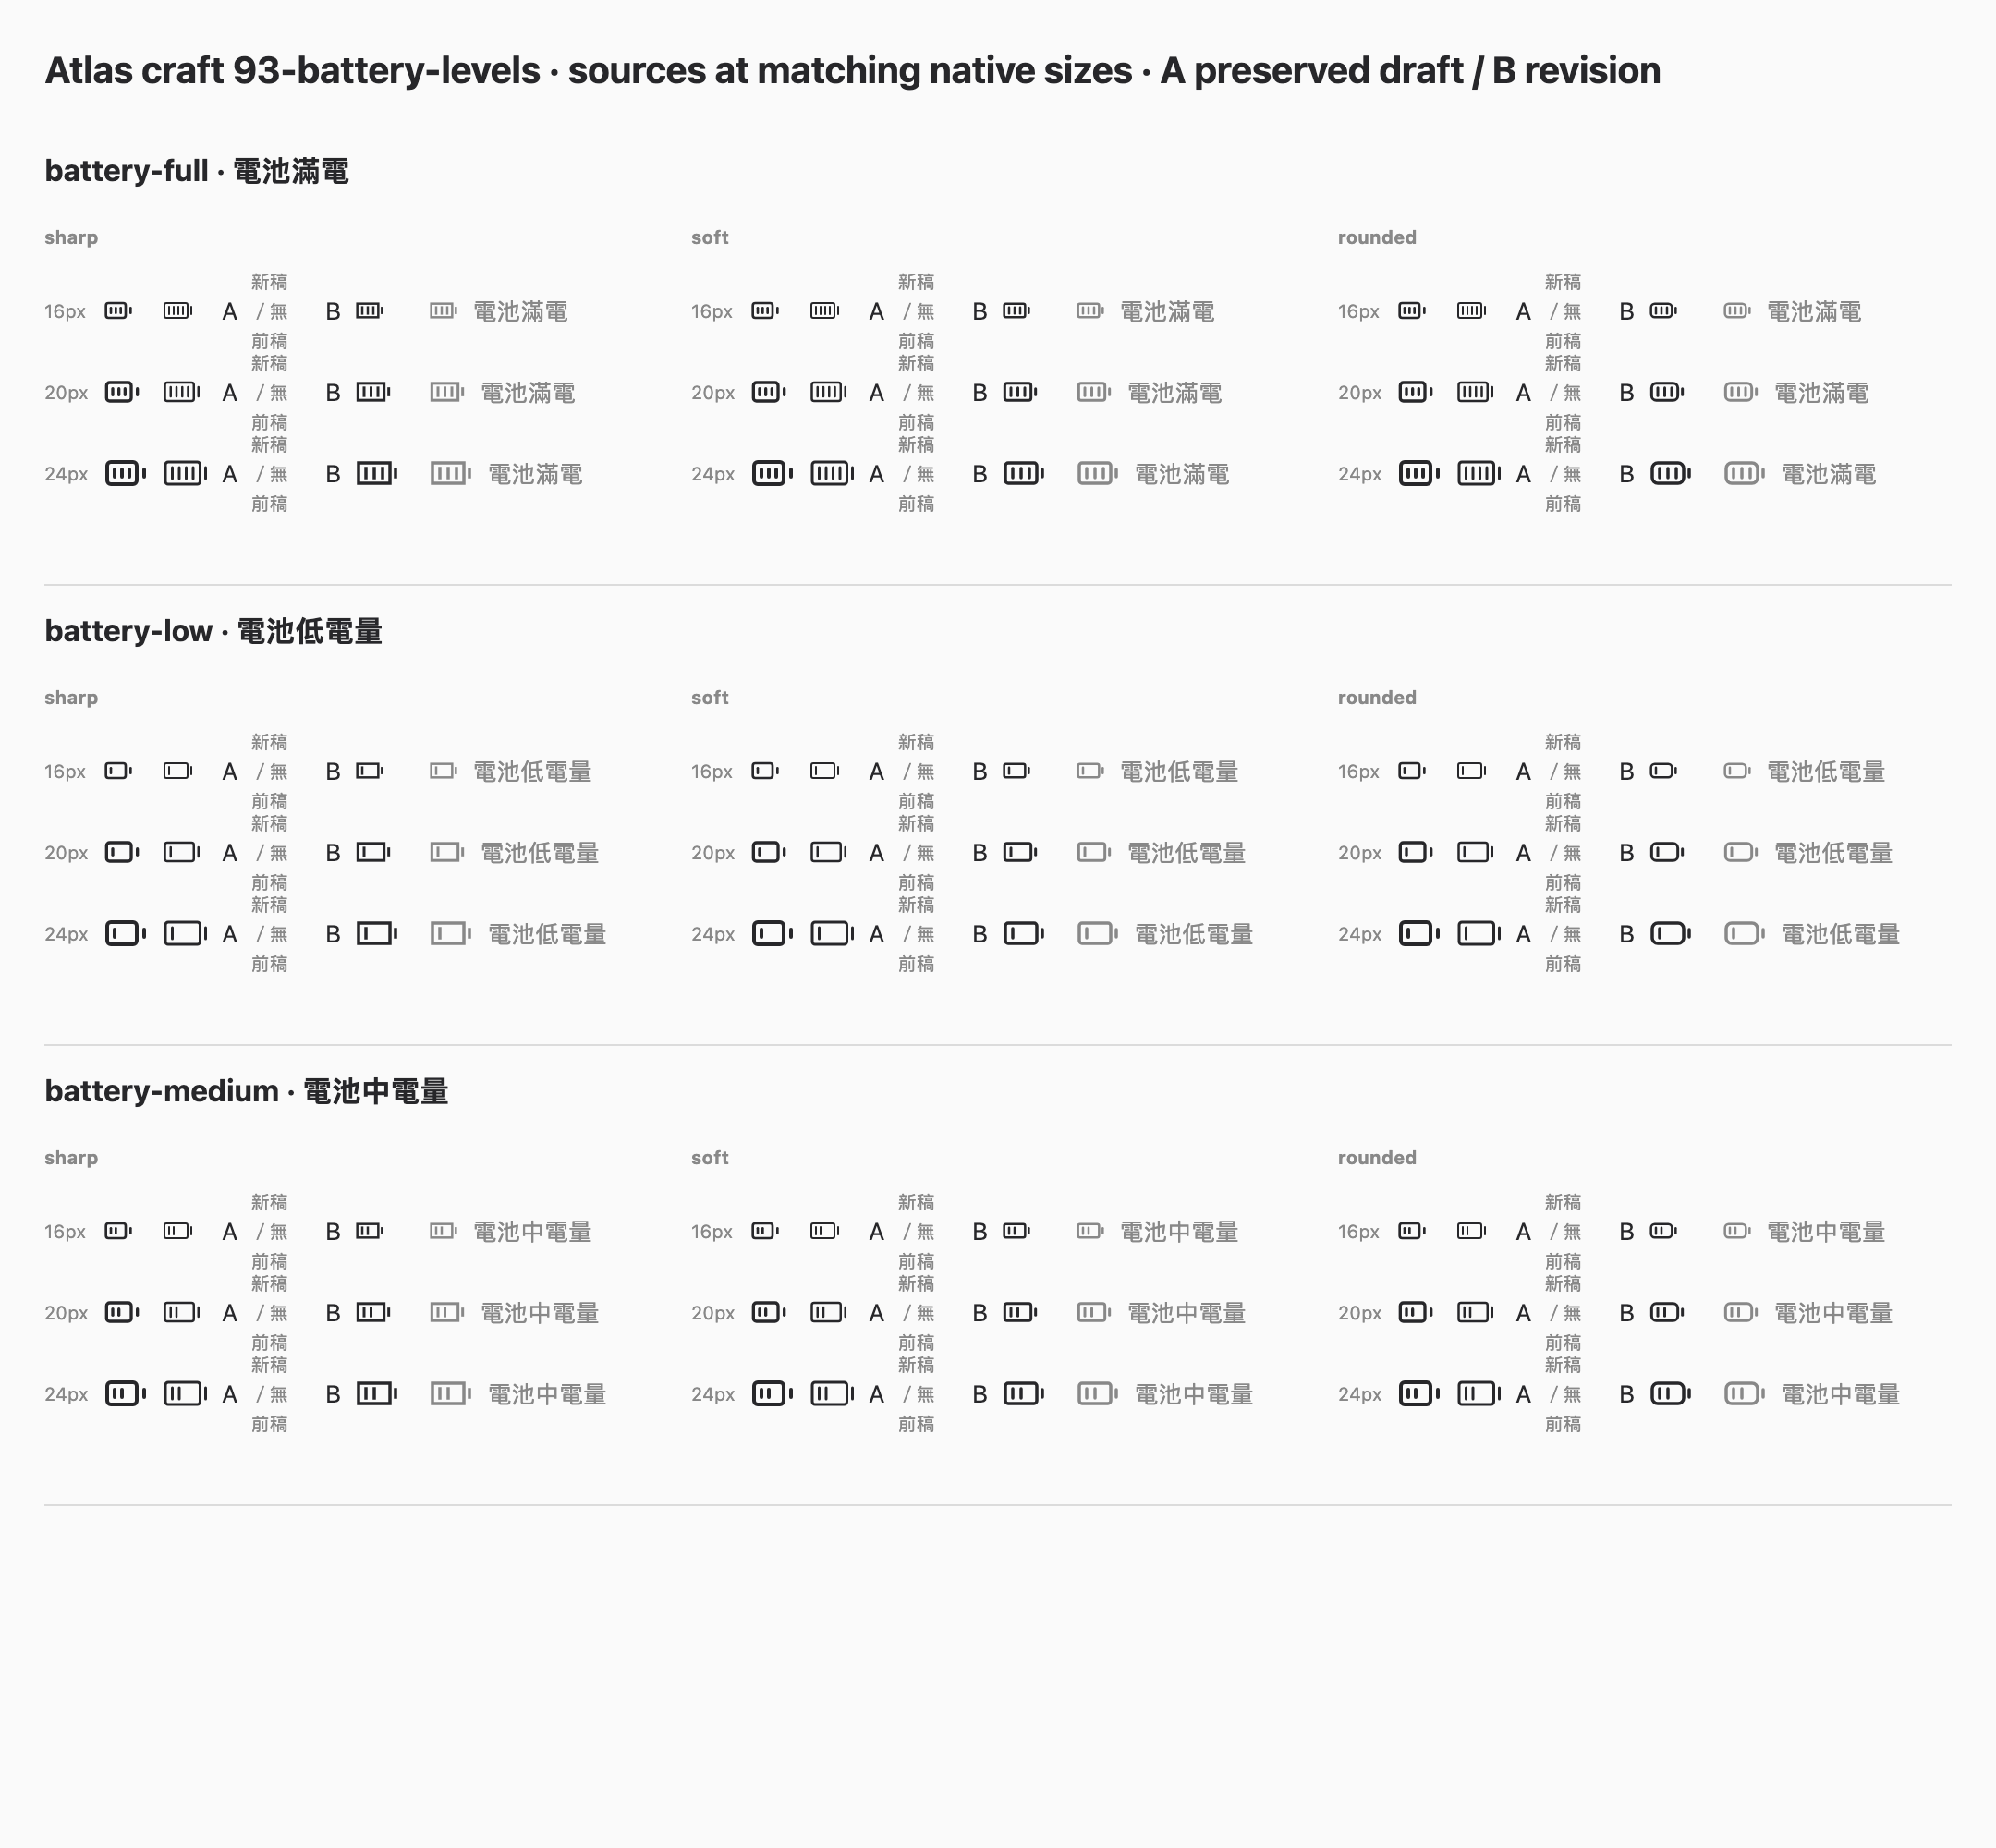 Atlas craft 93-battery-levels · sources at matching native sizes · A preserved draft / B revision
battery-full · 電池滿電
sharp
16px A 新稿 / 無前稿 B 電池滿電
20px A 新稿 / 無前稿 B 電池滿電
24px A 新稿 / 無前稿 B 電池滿電
soft
16px A 新稿 / 無前稿 B 電池滿電
20px A 新稿 / 無前稿 B 電池滿電
24px A 新稿 / 無前稿 B 電池滿電
rounded
16px A 新稿 / 無前稿 B 電池滿電
20px A 新稿 / 無前稿 B 電池滿電
24px A 新稿 / 無前稿 B 電池滿電
battery-low · 電池低電量
sharp
16px A 新稿 / 無前稿 B 電池低電量
20px A 新稿 / 無前稿 B 電池低電量
24px A 新稿 / 無前稿 B 電池低電量
soft
16px A 新稿 / 無前稿 B 電池低電量
20px A 新稿 / 無前稿 B 電池低電量
24px A 新稿 / 無前稿 B 電池低電量
rounded
16px A 新稿 / 無前稿 B 電池低電量
20px A 新稿 / 無前稿 B 電池低電量
24px A 新稿 / 無前稿 B 電池低電量
battery-medium · 電池中電量
sharp
16px A 新稿 / 無前稿 B 電池中電量
20px A 新稿 / 無前稿 B 電池中電量
24px A 新稿 / 無前稿 B 電池中電量
soft
16px A 新稿 / 無前稿 B 電池中電量
20px A 新稿 / 無前稿 B 電池中電量
24px A 新稿 / 無前稿 B 電池中電量
rounded
16px A 新稿 / 無前稿 B 電池中電量
20px A 新稿 / 無前稿 B 電池中電量
24px A 新稿 / 無前稿 B 電池中電量